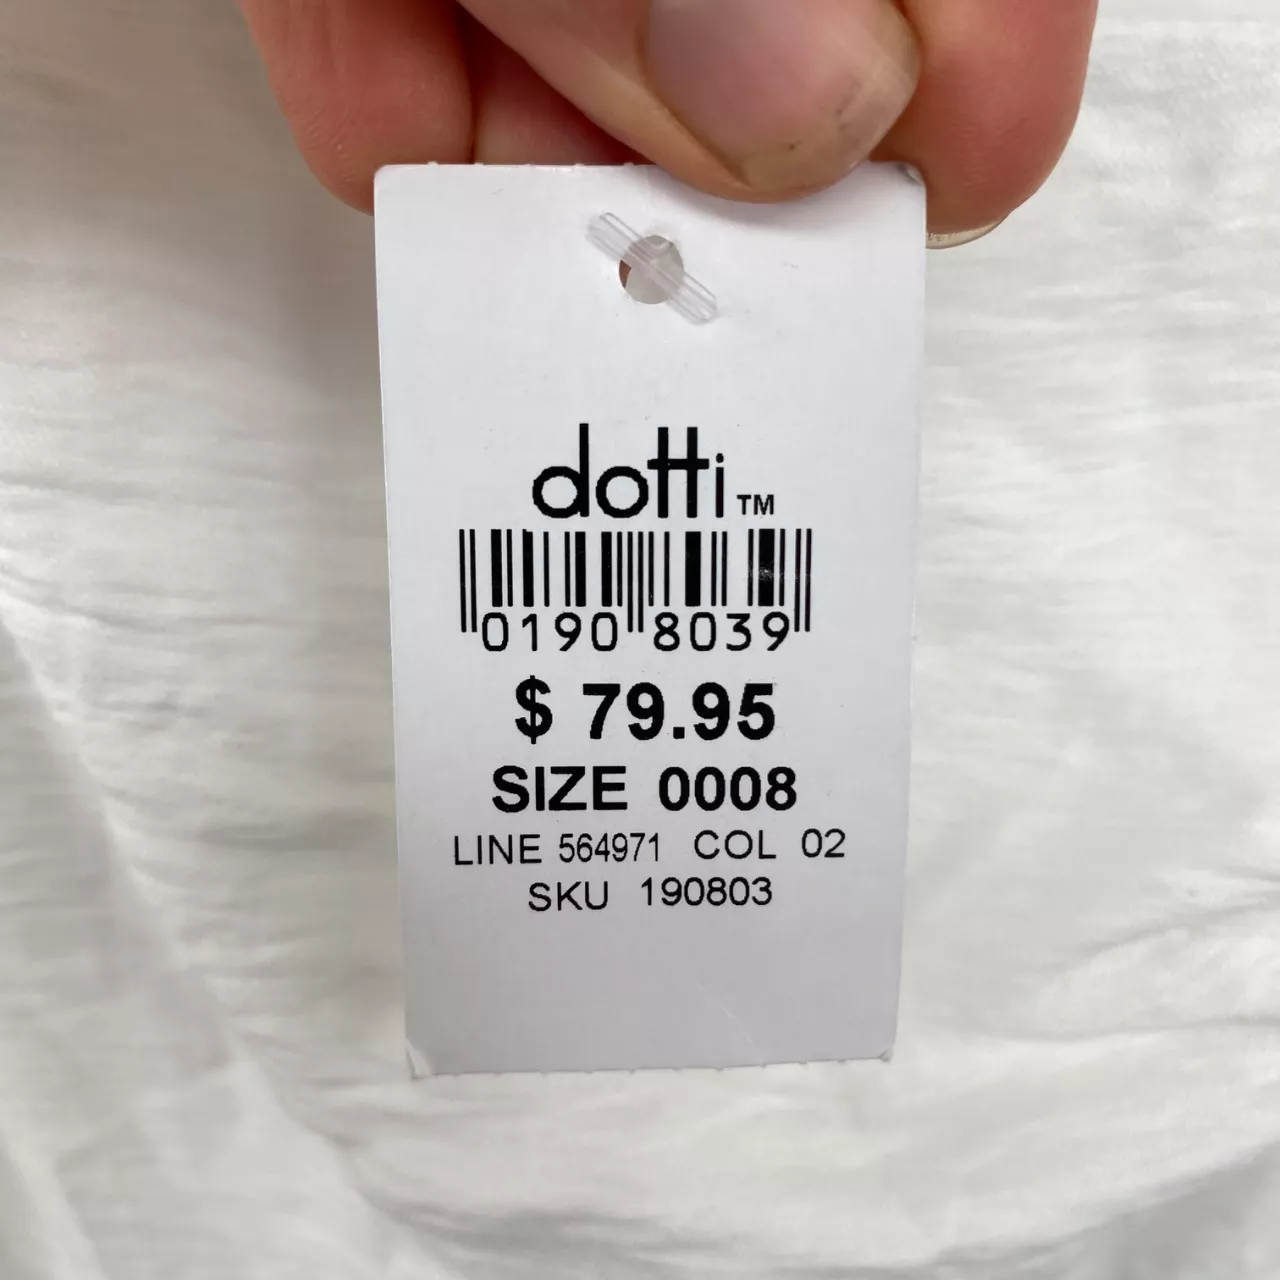 dotti™
0190 8039
$ 79.95
SIZE 0008
LINE 564971 COL 02
SKU 190803